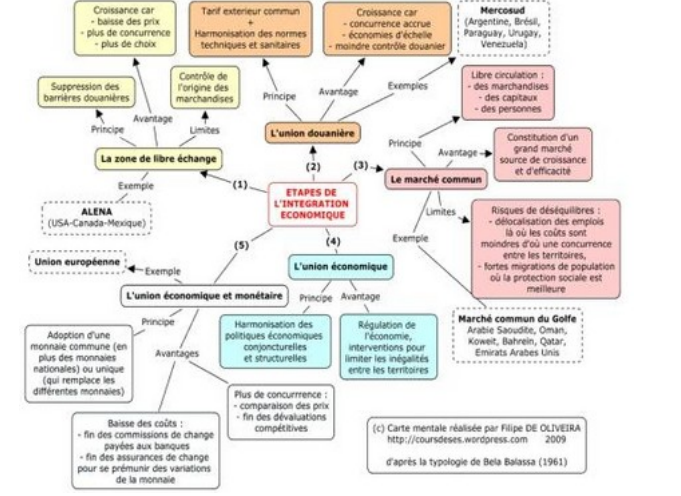 Croissance car
- baisse des prix
- plus de concurrence
- plus de choix
Tarif exterieur commun
+
Harmonisation des normes
techniques et sanitaires
Croissance car
- concurrence accrue
- économies d'échelle
- moindre contrôle douanier
Mercosud
(Argentine, Brésil,
Paraguay, Urugay,
Venezuela)
Suppression des
barrières douanières
Contrôle de
l'origine des
marchandises
Libre circulation :
- des marchandises
- des capitaux
- des personnes
Principe
Avantage
Limites
Principe
Avantage
Exemples
L'union douanière
La zone de libre échange
Principe
Avantage
Constitution d'un
grand marché
source de croissance
et d'efficacité
Le marché commun
(1)
(2)
(3)
ETAPES DE
L'INTEGRATION
ECONOMIQUE
Exemple
ALENA
(USA-Canada-Mexique)
Limites
Exemple
Risques de déséquilibres :
- délocalisation des emplois
là où les coûts sont
moindres d'où une concurrence
entre les territoires,
- fortes migrations de population
où la protection sociale est
meilleure
(5)
(4)
Union européenne
Exemple
L'union économique et monétaire
L'union économique
Principe
Avantage
Marché commun du Golfe
Arabie Saoudite, Oman,
Koweit, Bahrein, Qatar,
Emirats Arabes Unis
Principe
Avantages
Adoption d'une
monnaie commune (en
plus des monnaies
nationales) ou unique
(qui remplace les
différentes monnaies)
Harmonisation des
politiques économiques
conjoncturelles
et structurelles
Régulation de
l'économie,
interventions pour
limiter les inégalités
entre les territoires
Plus de concurrrence :
- comparaison des prix
- fin des dévaluations
compétitives
Baisse des coûts :
- fin des commissions de change
payées aux banques
- fin des assurances de change
pour se prémunir des variations
de la monnaie
(c) Carte mentale réalisée par Filipe DE OLIVEIRA
http://coursdeses.wordpress.com 2009
d'après la typologie de Bela Balassa (1961)